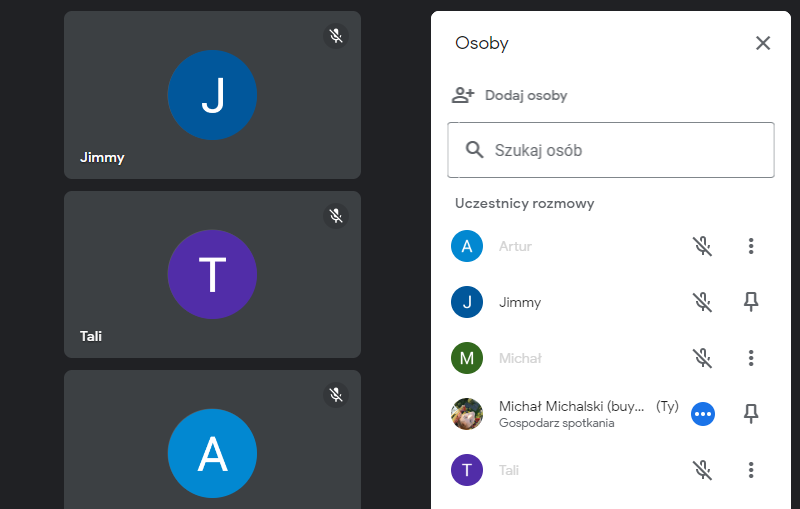 J
Jimmy
T
Tali
A
Osoby
Dodaj osoby
Szukaj osób
Uczestnicy rozmowy
A Artur
J Jimmy
M Michał
Michał Michalski (buy... (Ty)
Gospodarz spotkania
T Tali